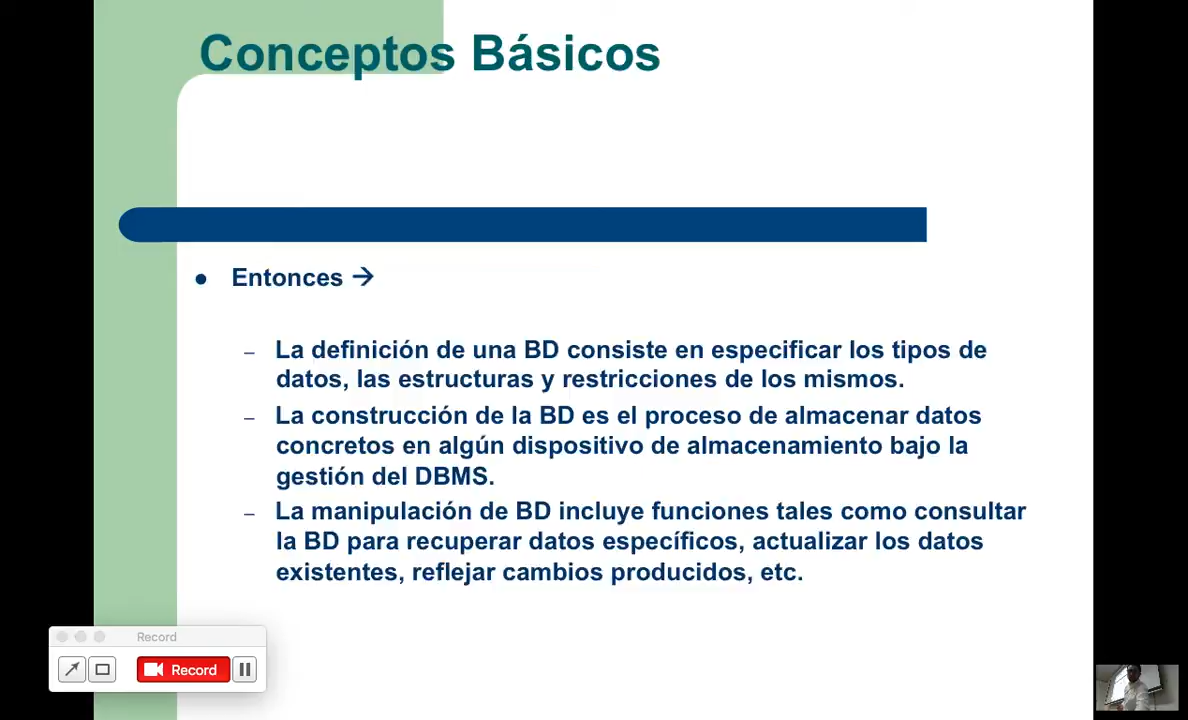 Conceptos Básicos
Entonces →
– La definición de una BD consiste en especificar los tipos de
datos, las estructuras y restricciones de los mismos.
– La construcción de la BD es el proceso de almacenar datos
concretos en algún dispositivo de almacenamiento bajo la
gestión del DBMS.
– La manipulación de BD incluye funciones tales como consultar
la BD para recuperar datos específicos, actualizar los datos
existentes, reflejar cambios producidos, etc.
Record
Record